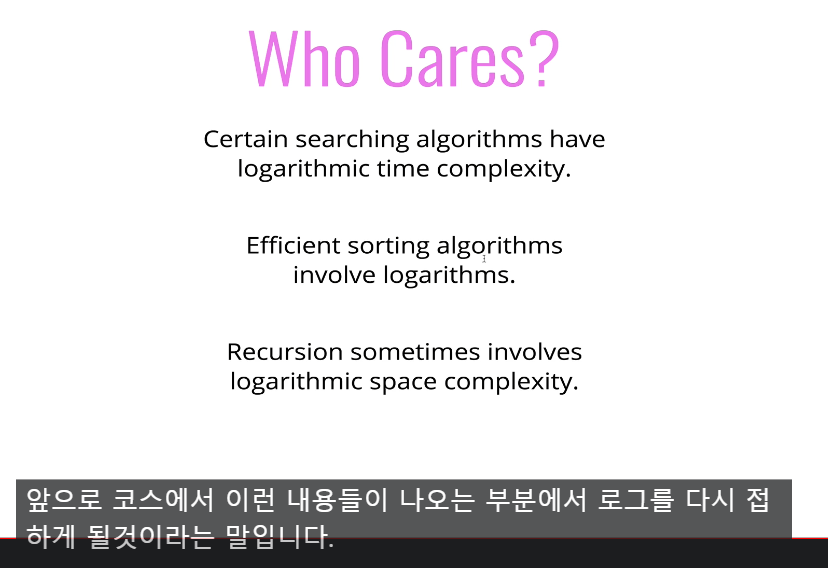 Who Cares?
Certain searching algorithms have
logarithmic time complexity.
Efficient sorting algorithms
involve logarithms.
Recursion sometimes involves
logarithmic space complexity.
앞으로 코스에서 이런 내용들이 나오는 부분에서 로그를 다시 접
하게 될것이라는 말입니다.